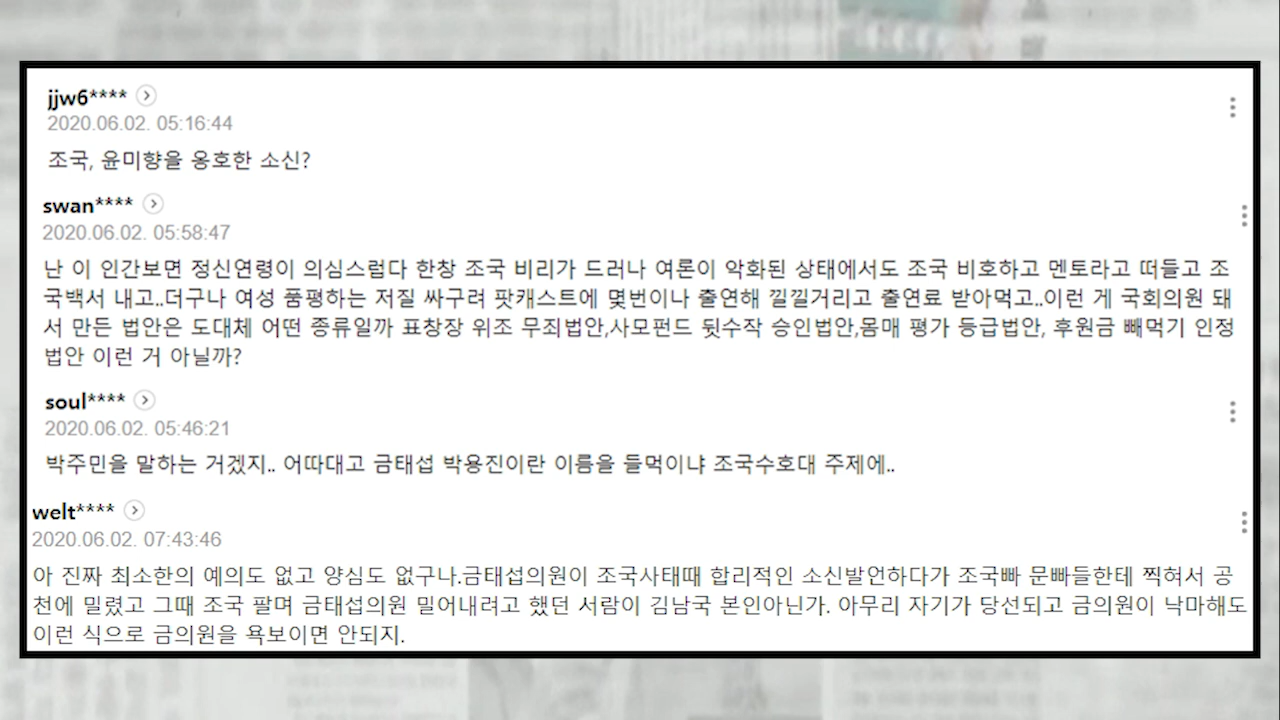 jjw6****
2020.06.02. 05:16:44
조국, 윤미향을 옹호한 소신?
swan****
2020.06.02. 05:58:47
난 이 인간보면 정신연령이 의심스럽다 한창 조국 비리가 드러나 여론이 악화된 상태에서도 조국 비호하고 멘토라고 떠들고 조
국백서 내고..더구나 여성 품평하는 저질 싸구려 팟캐스트에 몇번이나 출연해 낄낄거리고 출연료 받아먹고..이런 게 국회의원 돼
서 만든 법안은 도대체 어떤 종류일까 표창장 위조 무죄법안,사모펀드 뒷수작 승인법안,몸매 평가 등급법안, 후원금 빼먹기 인정
법안 이런 거 아닐까?
soul****
2020.06.02. 05:46:21
박주민을 말하는 거겠지.. 어따대고 금태섭 박용진이란 이름을 들먹이냐 조국수호대 주제에..
welt****
2020.06.02. 07:43:46
아 진짜 최소한의 예의도 없고 양심도 없구나.금태섭의원이 조국사태때 합리적인 소신발언하다가 조국빠 문빠들한테 찍혀서 공
천에 밀렸고 그때 조국 팔며 금태섭의원 밀어내려고 했던 서람이 김남국 본인아닌가. 아무리 자기가 당선되고 금의원이 낙마해도
이런 식으로 금의원을 욕보이면 안되지.